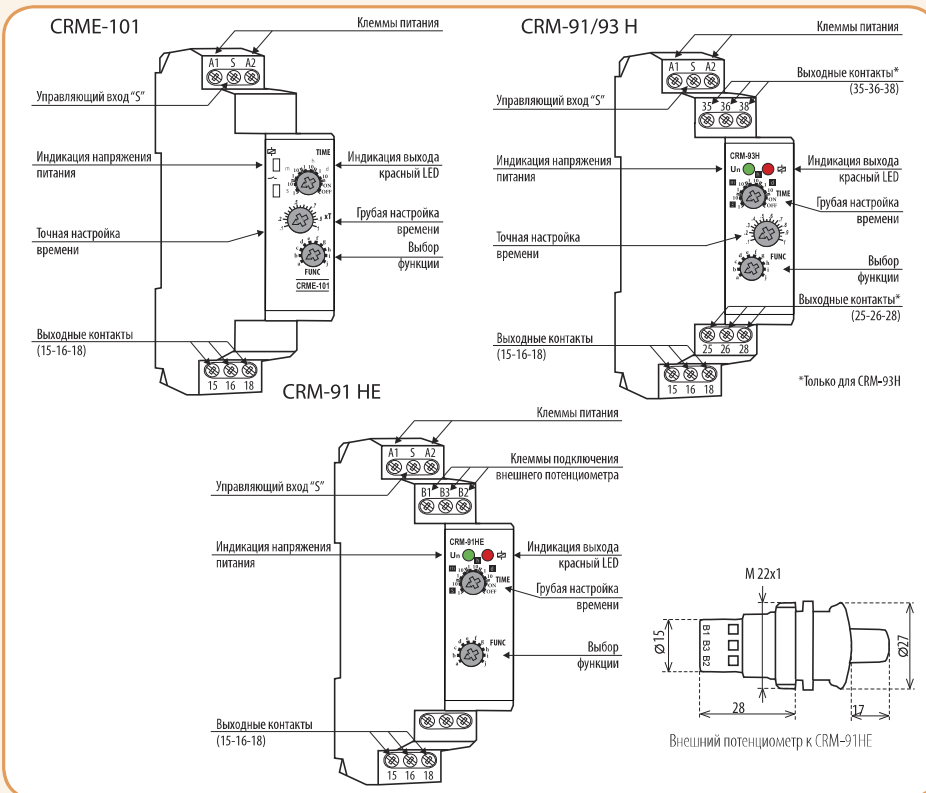 CRME-101
Клеммы питания
A1 S A2
Управляющий вход “S”
Индикация напряжения
питания
TIME
m h d
s
ON
OFF
Индикация выхода
красный LED
xT
Грубая настройка
времени
Точная настройка
времени
Выбор
функции
FUNC
CRME-101
Выходные контакты
(15-16-18)
15 16 18
CRM-91/93 H
Клеммы питания
A1 S A2
Выходные контакты*
(35-36-38)
Управляющий вход “S”
35 36 38
CRM-93H
Индикация напряжения
питания
Un
Индикация выхода
красный LED
TIME
ON
OFF
Грубая настройка
времени
Точная настройка
времени
FUNC
Выбор
функции
Выходные контакты*
(25-26-28)
Выходные контакты
(15-16-18)
25 26 28
15 16 18
*Только для CRM-93H
CRM-91 HE
Клеммы питания
A1 S A2
Клеммы подключения
внешнего потенциометра
Управляющий вход “S”
B1 B3 B2
CRM-91HE
Индикация напряжения
питания
Un
Индикация выхода
красный LED
TIME
ON
OFF
Грубая настройка
времени
FUNC
Выбор
функции
Выходные контакты
(15-16-18)
15 16 18
M 22x1
Ø15
B1 B3 B2
Ø27
28
17
Внешний потенциометр к CRM-91HE